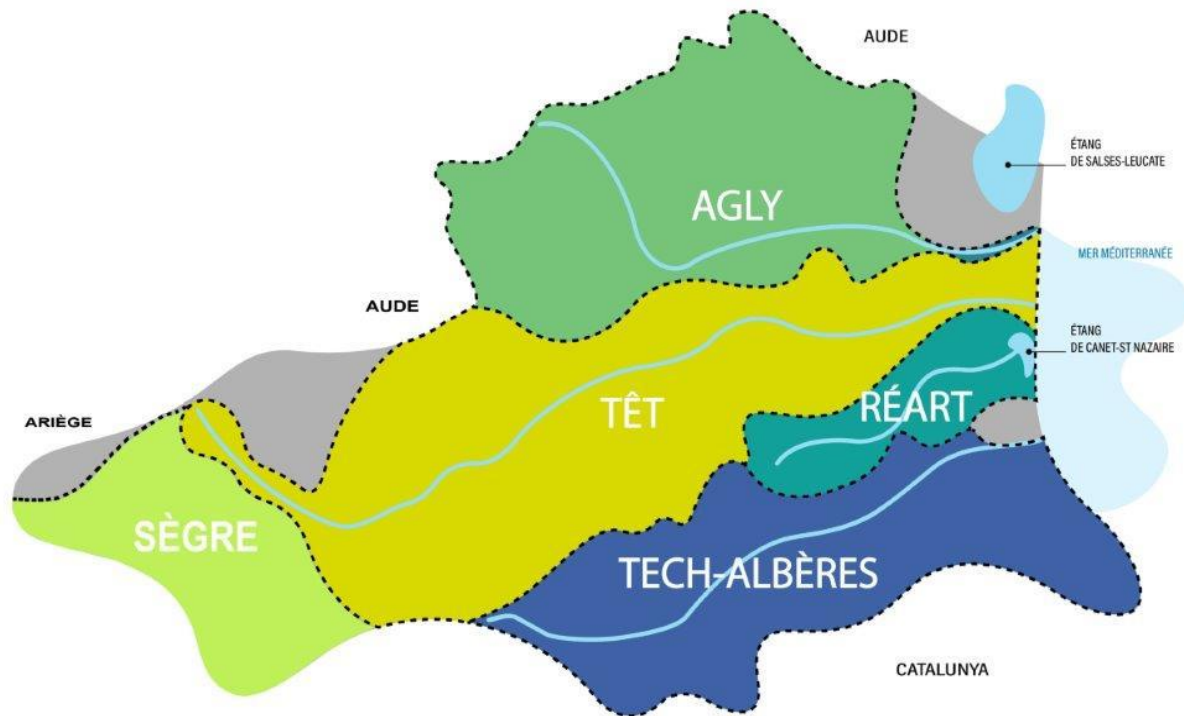 AUDE
ÉTANG
DE SALSES-LEUCATE
AGLY
MER MÉDITERRANÉE
AUDE
ÉTANG
DE CANET-ST NAZAIRE
TÊT
RÉART
ARIÈGE
SÈGRE
TECH-ALBÈRES
CATALUNYA